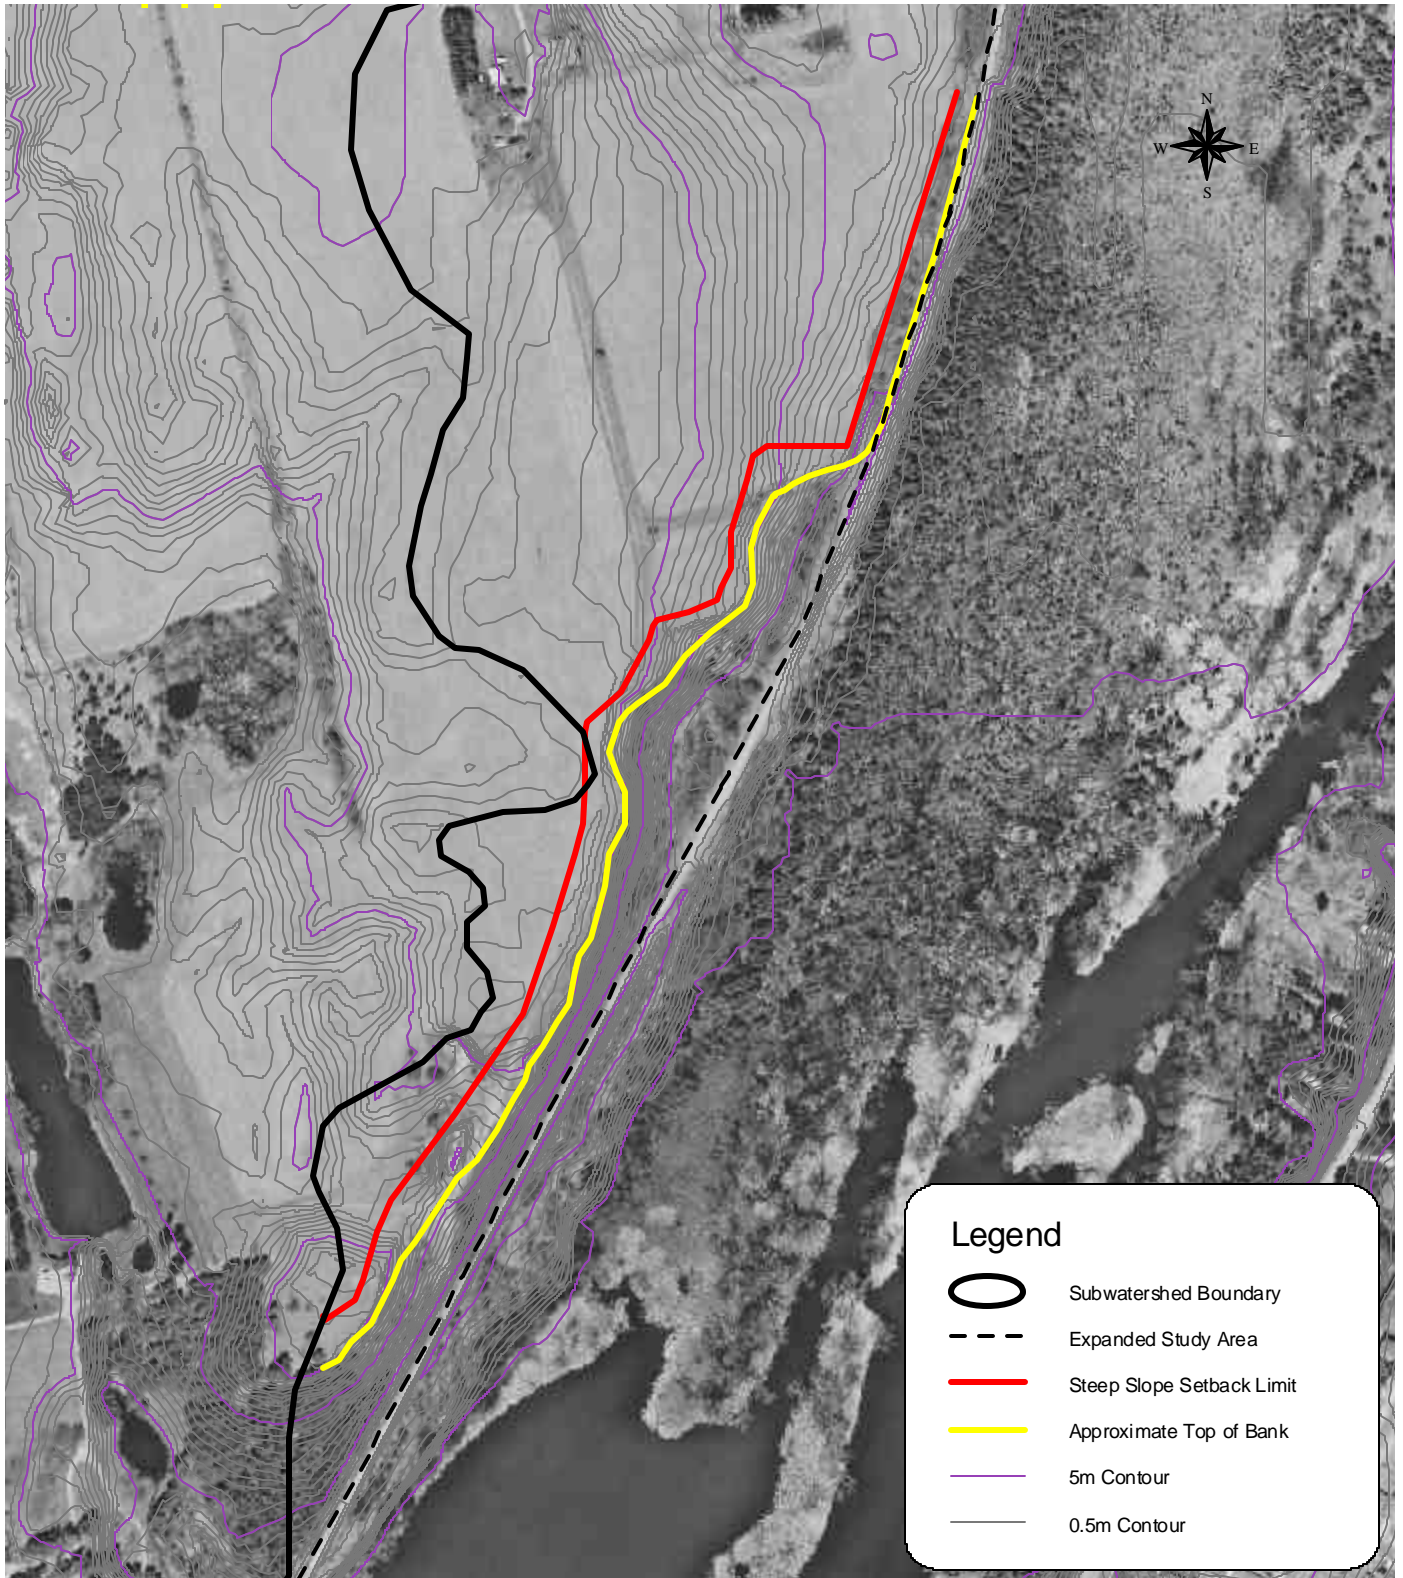 N
W E
S
Legend
Subwatershed Boundary
Expanded Study Area
Steep Slope Setback Limit
Approximate Top of Bank
5m Contour
0.5m Contour